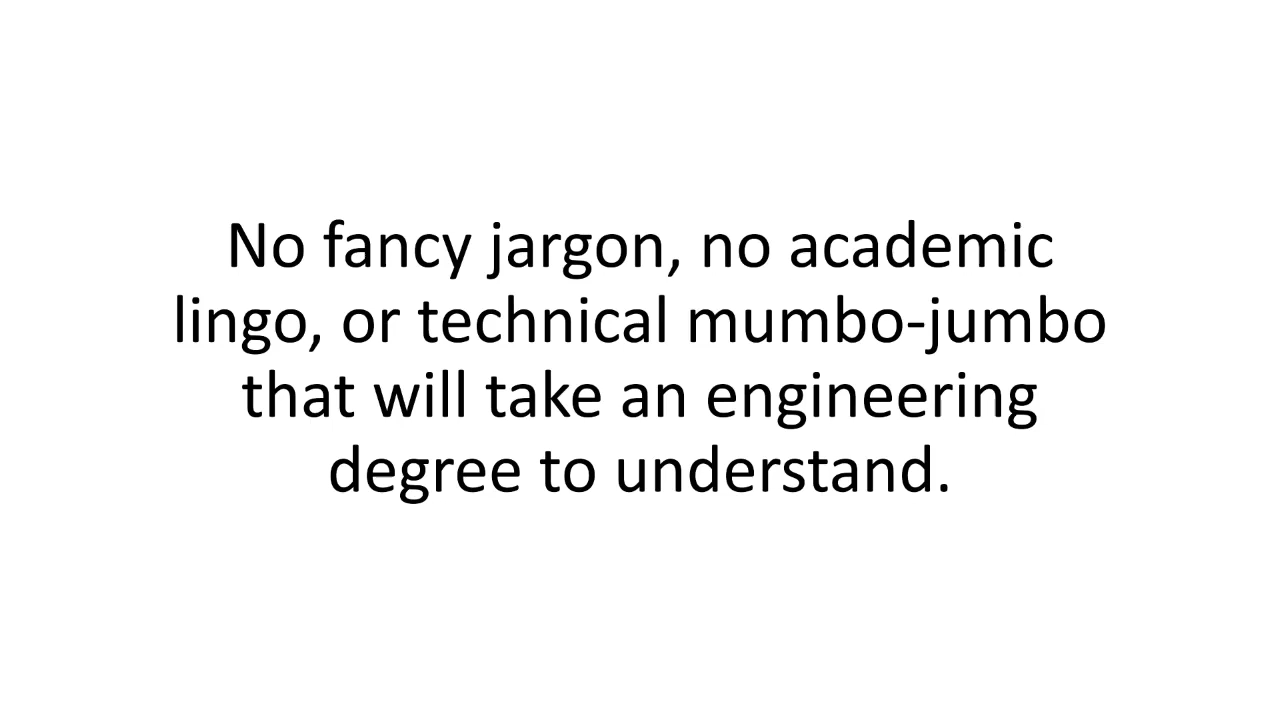 No fancy jargon, no academic
lingo, or technical mumbo-jumbo
that will take an engineering
degree to understand.